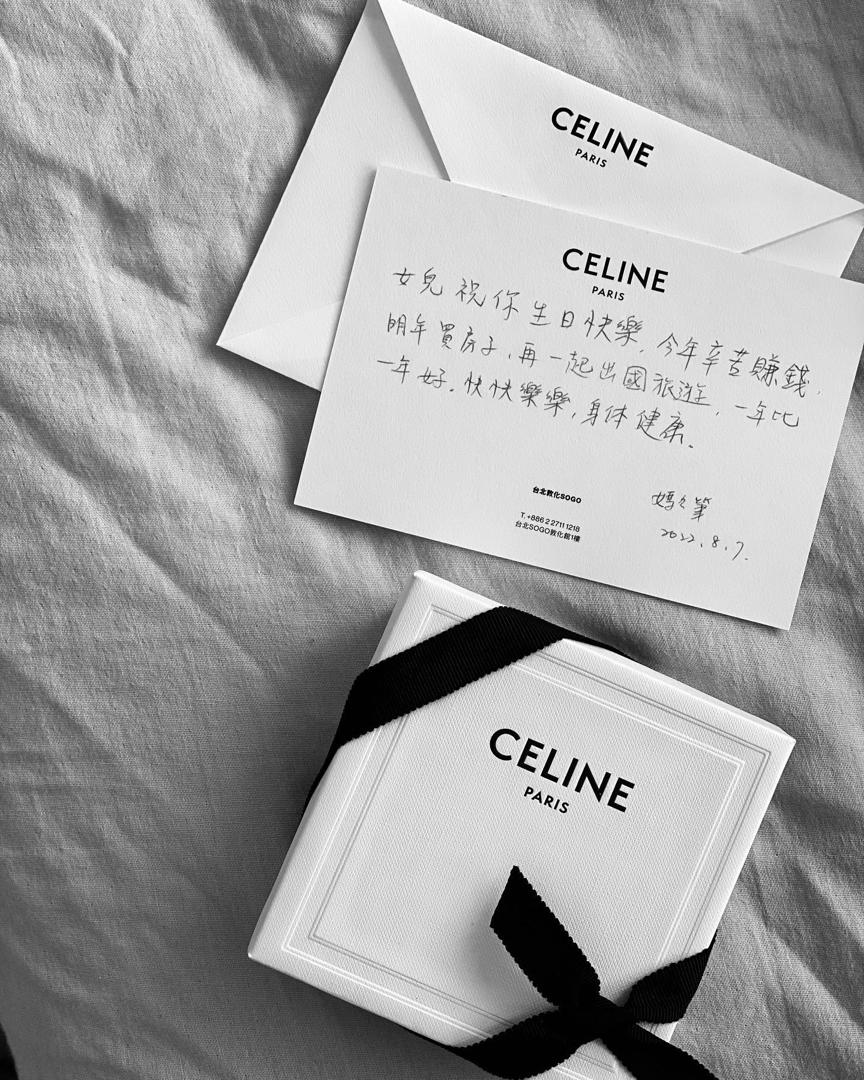 CELINE
PARIS
CELINE
PARIS
女兒祝你生日快樂，今年辛苦賺錢，
明年買房子，再一起出國旅遊，一年比
一年好。快快樂樂，身体健康。
媽々筆
2022.8.7.
台北敦化SOGO
T. +886 2 2711 1218
台北SOGO敦化館1樓
CELINE
PARIS